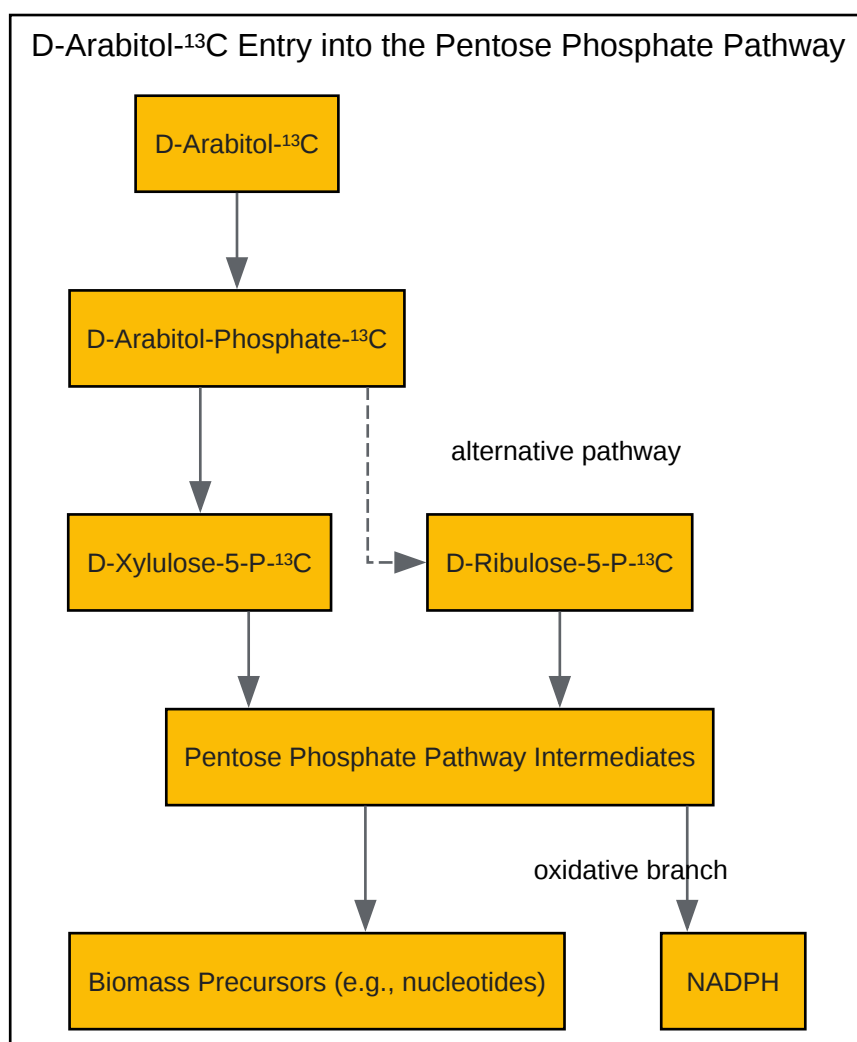 D-Arabitol-¹³C Entry into the Pentose Phosphate Pathway
D-Arabitol-¹³C
D-Arabitol-Phosphate-¹³C
alternative pathway
D-Xylulose-5-P-¹³C
D-Ribulose-5-P-¹³C
Pentose Phosphate Pathway Intermediates
oxidative branch
Biomass Precursors (e.g., nucleotides)
NADPH